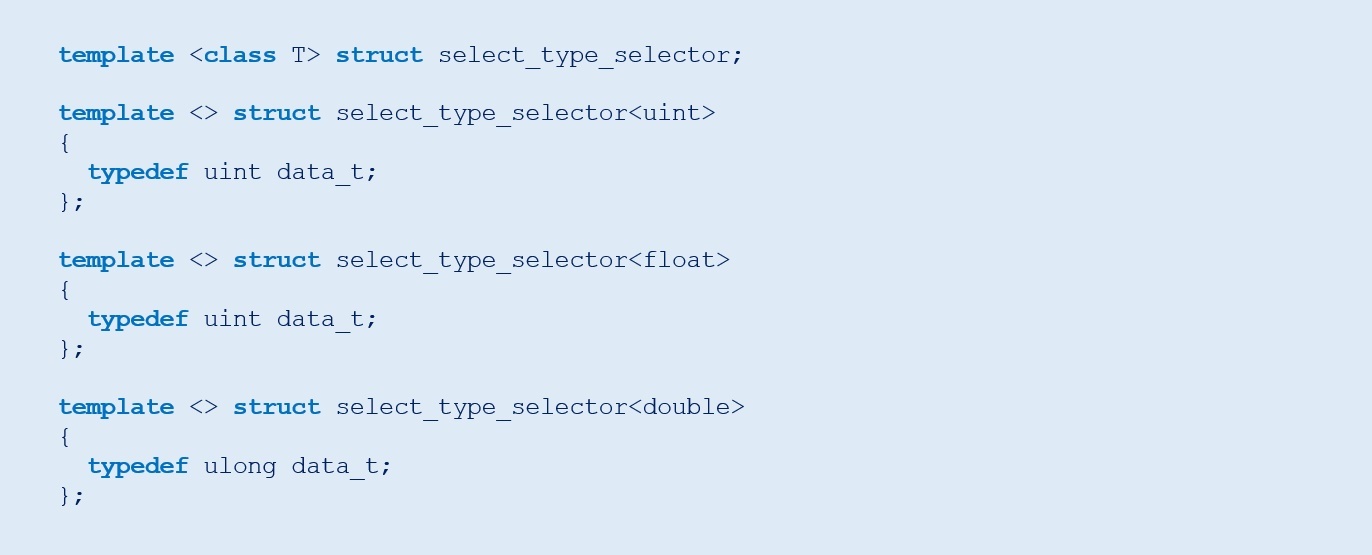 template <class T> struct select_type_selector;
template <> struct select_type_selector<uint>
{
  typedef uint data_t;
};
template <> struct select_type_selector<float>
{
  typedef uint data_t;
};
template <> struct select_type_selector<double>
{
  typedef ulong data_t;
};